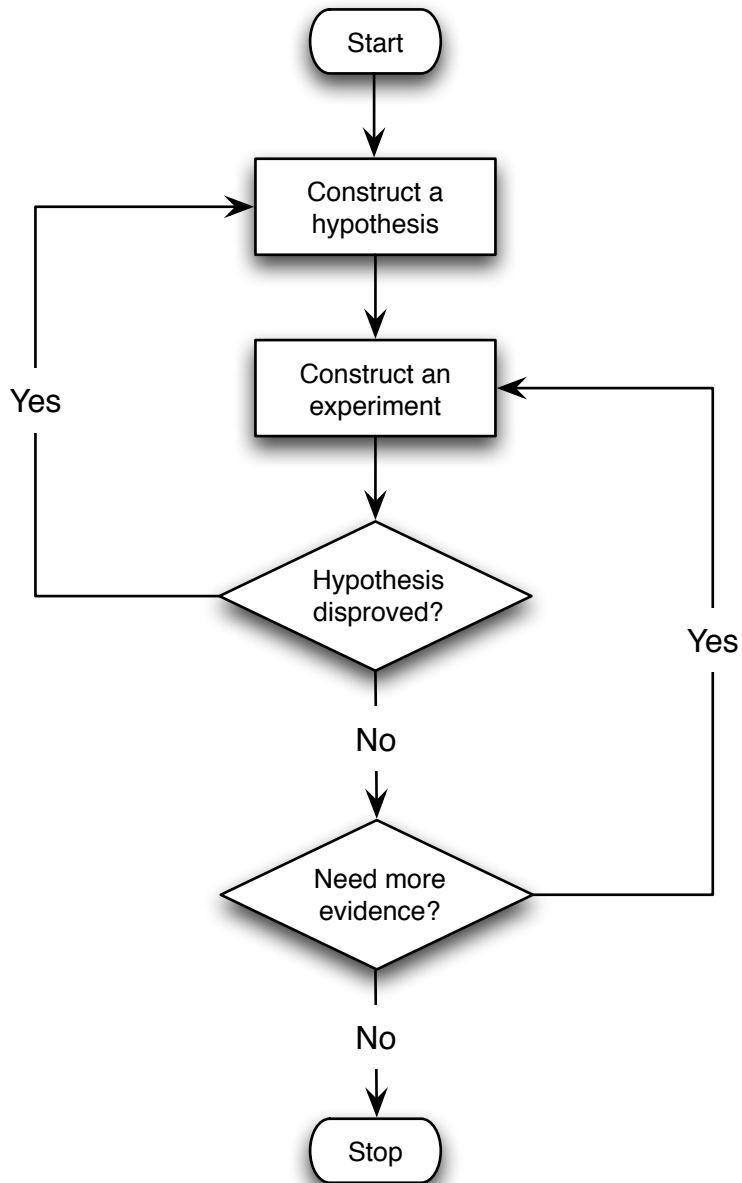 Start
Construct a
hypothesis
Construct an
experiment
Yes
Hypothesis
disproved?
Yes
No
Need more
evidence?
No
Stop